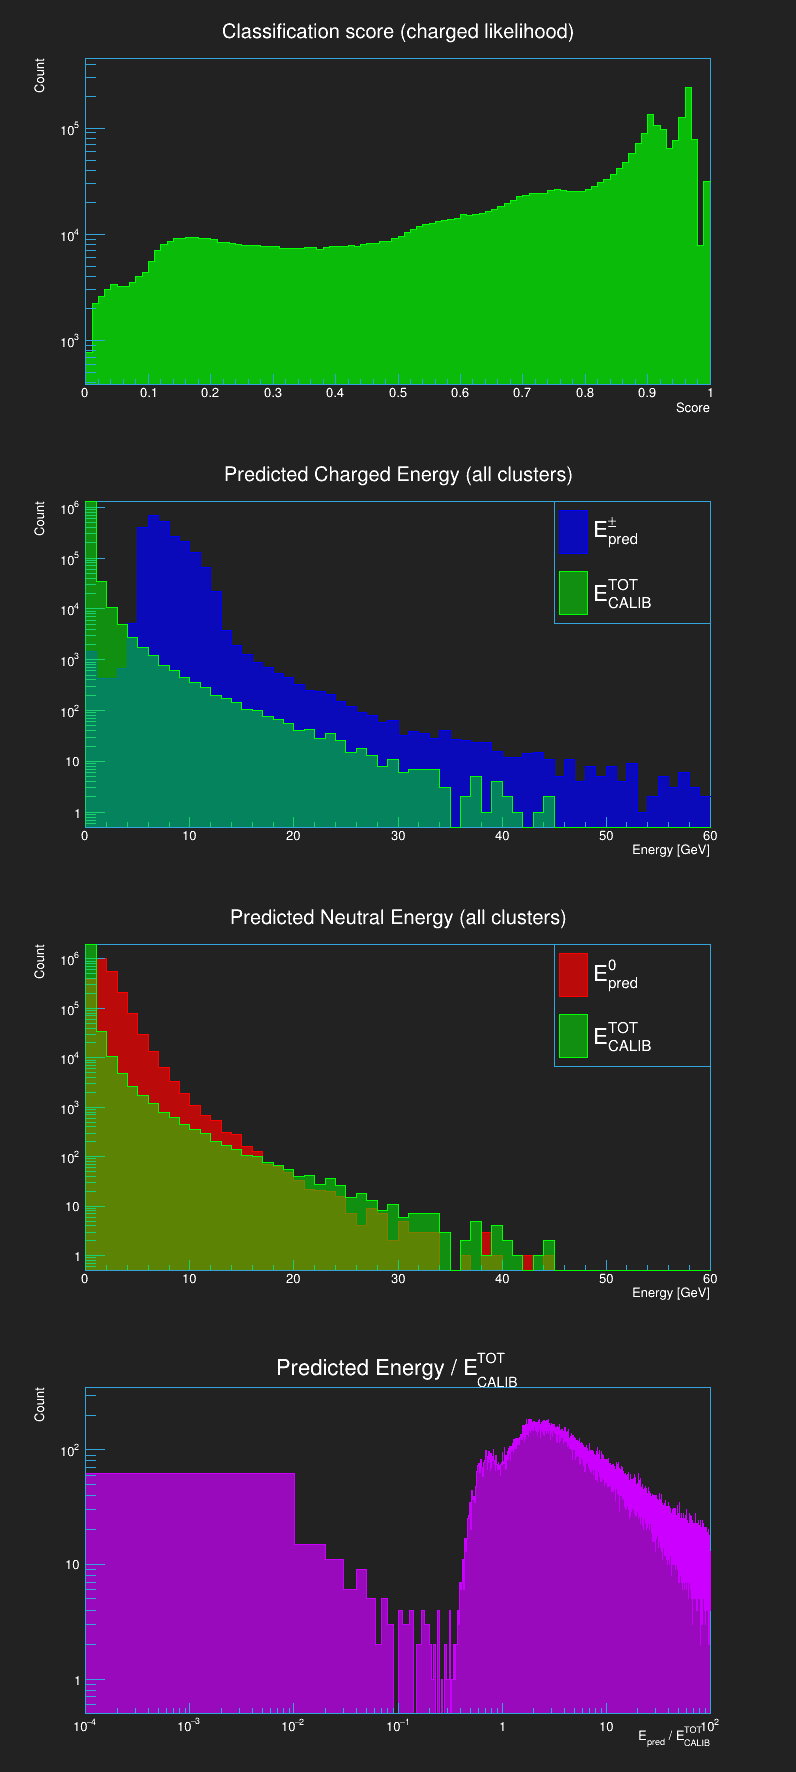 Classification score (charged likelihood)
Count
10^5
10^4
10^3
0 0.1 0.2 0.3 0.4 0.5 0.6 0.7 0.8 0.9 1
Score
Predicted Charged Energy (all clusters)
Count
10^6
10^5
10^4
10^3
10^2
10
1
E^±_pred
E^TOT_CALIB
0 10 20 30 40 50 60
Energy [GeV]
Predicted Neutral Energy (all clusters)
Count
10^6
10^5
10^4
10^3
10^2
10
1
E^0_pred
E^TOT_CALIB
0 10 20 30 40 50 60
Energy [GeV]
Predicted Energy / E^TOT_CALIB
Count
10^2
10
1
10^−4 10^−3 10^−2 10^−1 1 10 10^2
E_pred / E^TOT_CALIB